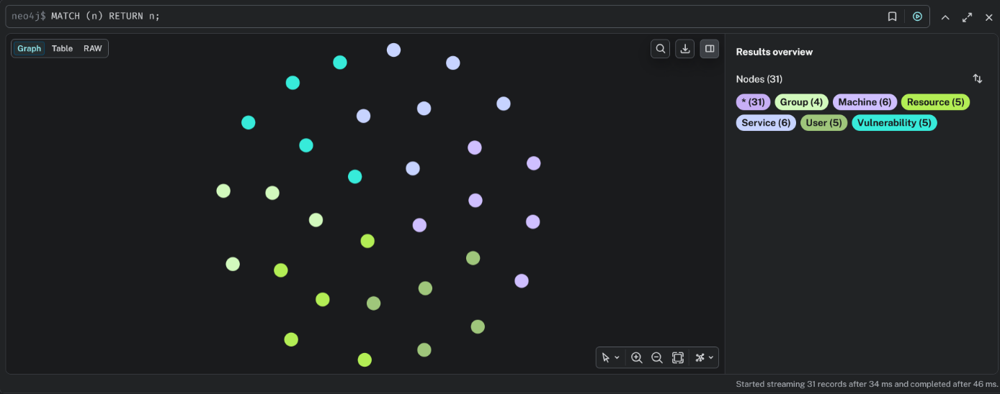 neo4j$ MATCH (n) RETURN n;
Graph Table RAW
Results overview
Nodes (31)
* (31) Group (4) Machine (6) Resource (5)
Service (6) User (5) Vulnerability (5)
Started streaming 31 records after 34 ms and completed after 46 ms.